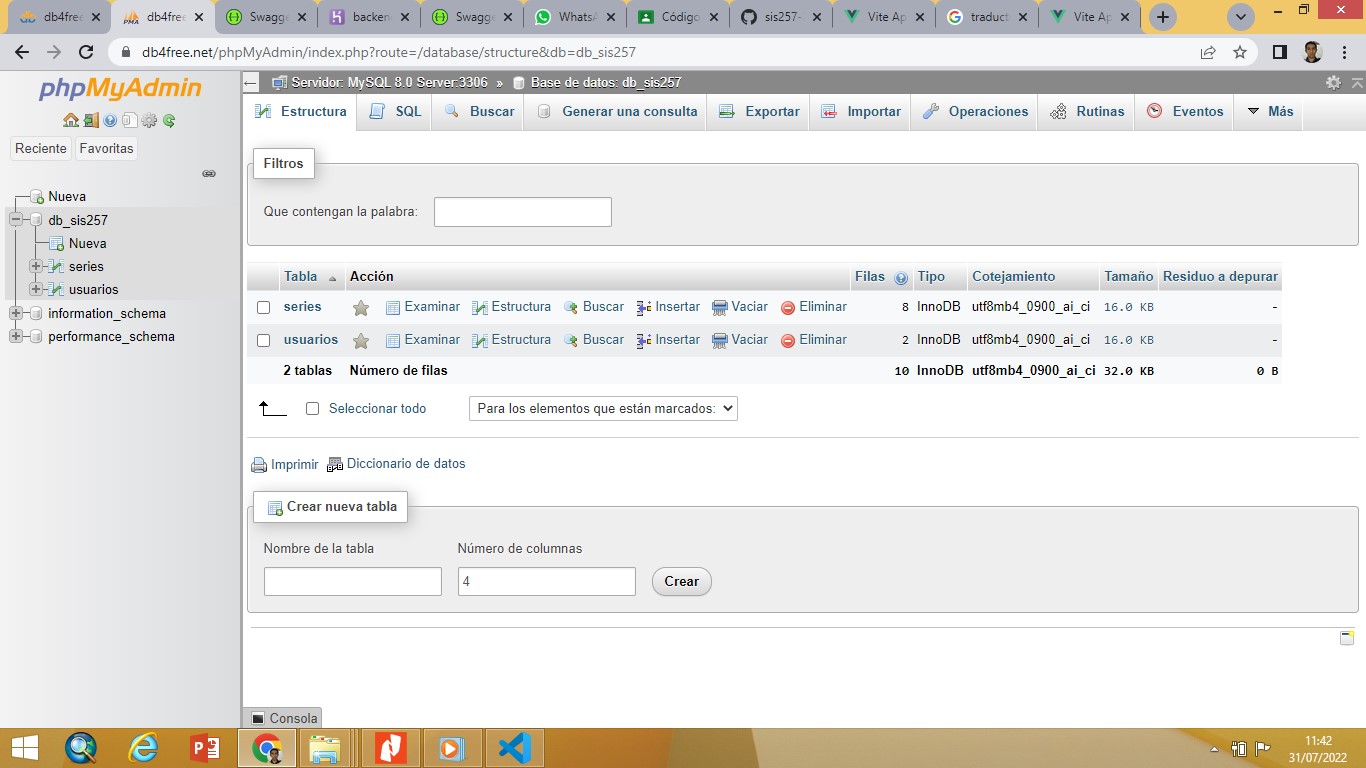 db4free
db4free
Swagge
backen
Swagge
WhatsA
Código
sis257-
Vite Ap
traduct
Vite Ap
db4free.net/phpMyAdmin/index.php?route=/database/structure&db=db_sis257
phpMyAdmin
Reciente Favoritas
Nueva
db_sis257
Nueva
series
usuarios
information_schema
performance_schema
Servidor: MySQL 8.0 Server:3306 » Base de datos: db_sis257
Estructura SQL Buscar Generar una consulta Exportar Importar Operaciones Rutinas Eventos Más
Filtros
Que contengan la palabra:
Tabla Acción Filas Tipo Cotejamiento Tamaño Residuo a depurar
series Examinar Estructura Buscar Insertar Vaciar Eliminar 8 InnoDB utf8mb4_0900_ai_ci 16.0 KB -
usuarios Examinar Estructura Buscar Insertar Vaciar Eliminar 2 InnoDB utf8mb4_0900_ai_ci 16.0 KB -
2 tablas Número de filas 10 InnoDB utf8mb4_0900_ai_ci 32.0 KB 0 B
Seleccionar todo Para los elementos que están marcados:
Imprimir Diccionario de datos
Crear nueva tabla
Nombre de la tabla Número de columnas
4 Crear
Consola
11:42
31/07/2022